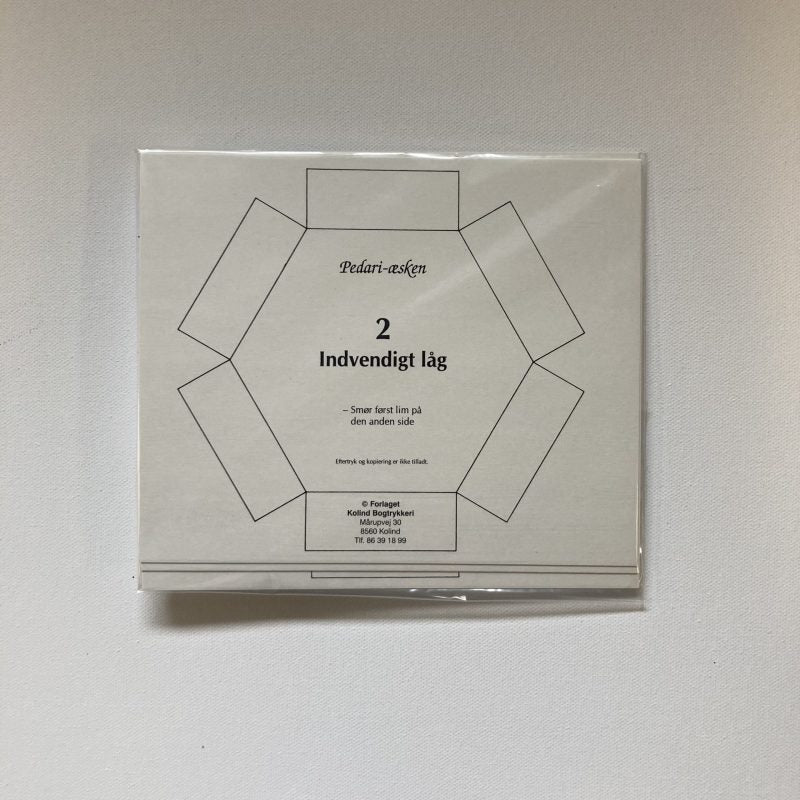 Pedari-æsken
2
Indvendigt låg
– Smør først lim på
den anden side
Eftertryk og kopiering er ikke tilladt.
© Forlaget
Kolind Bogtrykkeri
Mårupvej 30
8560 Kolind
Tlf. 86 39 18 99